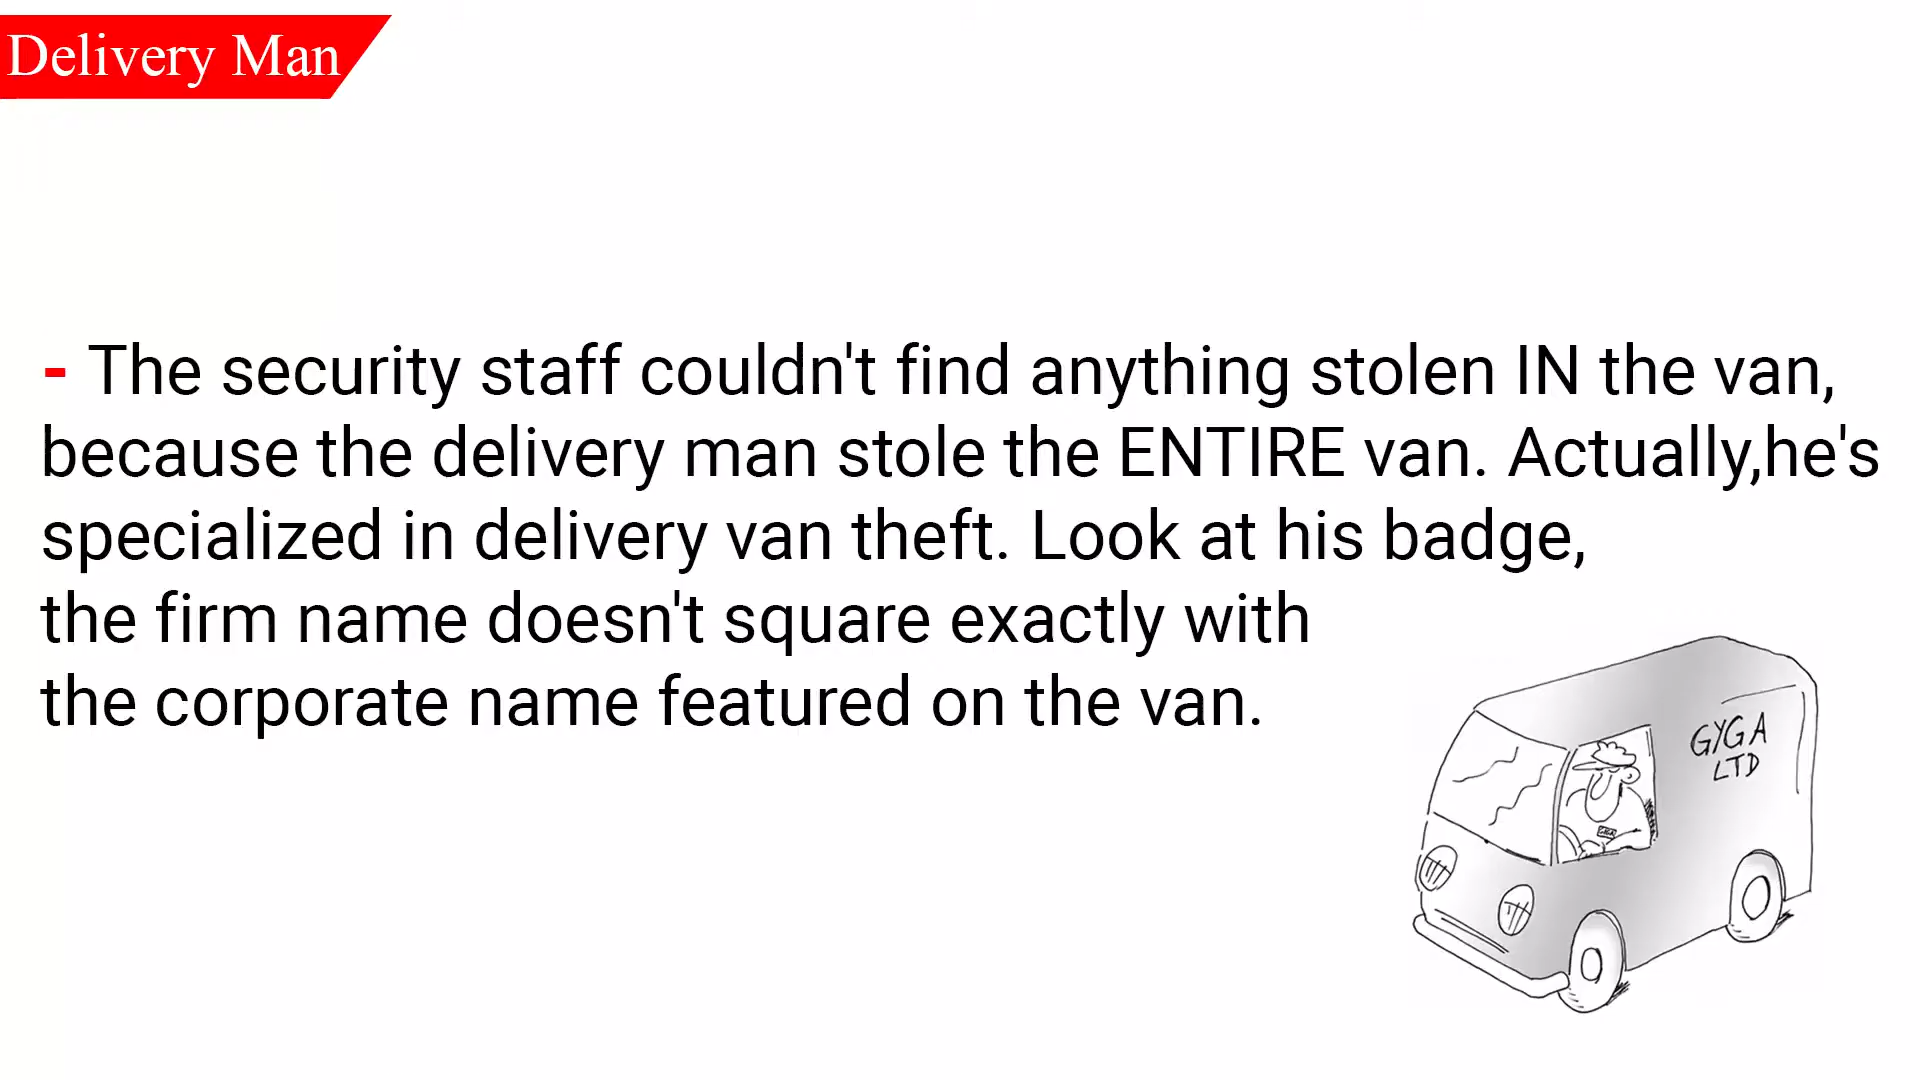 Delivery Man
- The security staff couldn't find anything stolen IN the van,
because the delivery man stole the ENTIRE van. Actually,he's
specialized in delivery van theft. Look at his badge,
the firm name doesn't square exactly with
the corporate name featured on the van.
GYGA
LTD